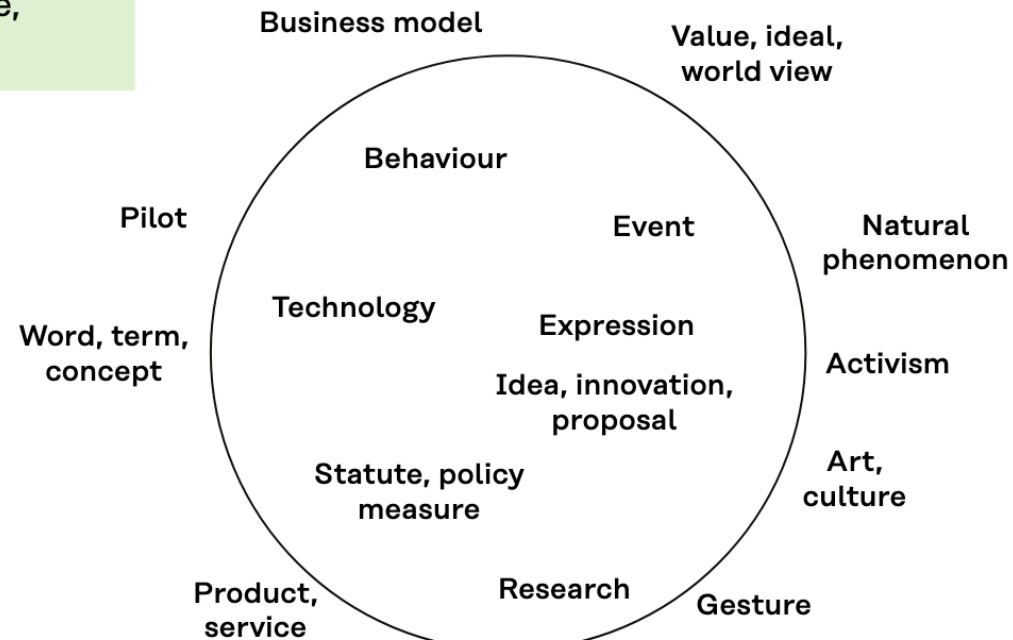 e,
Business model
Value, ideal,
world view
Behaviour
Pilot
Event
Natural
phenomenon
Technology
Expression
Word, term,
concept
Activism
Idea, innovation,
proposal
Art,
culture
Statute, policy
measure
Research
Product,
service
Gesture